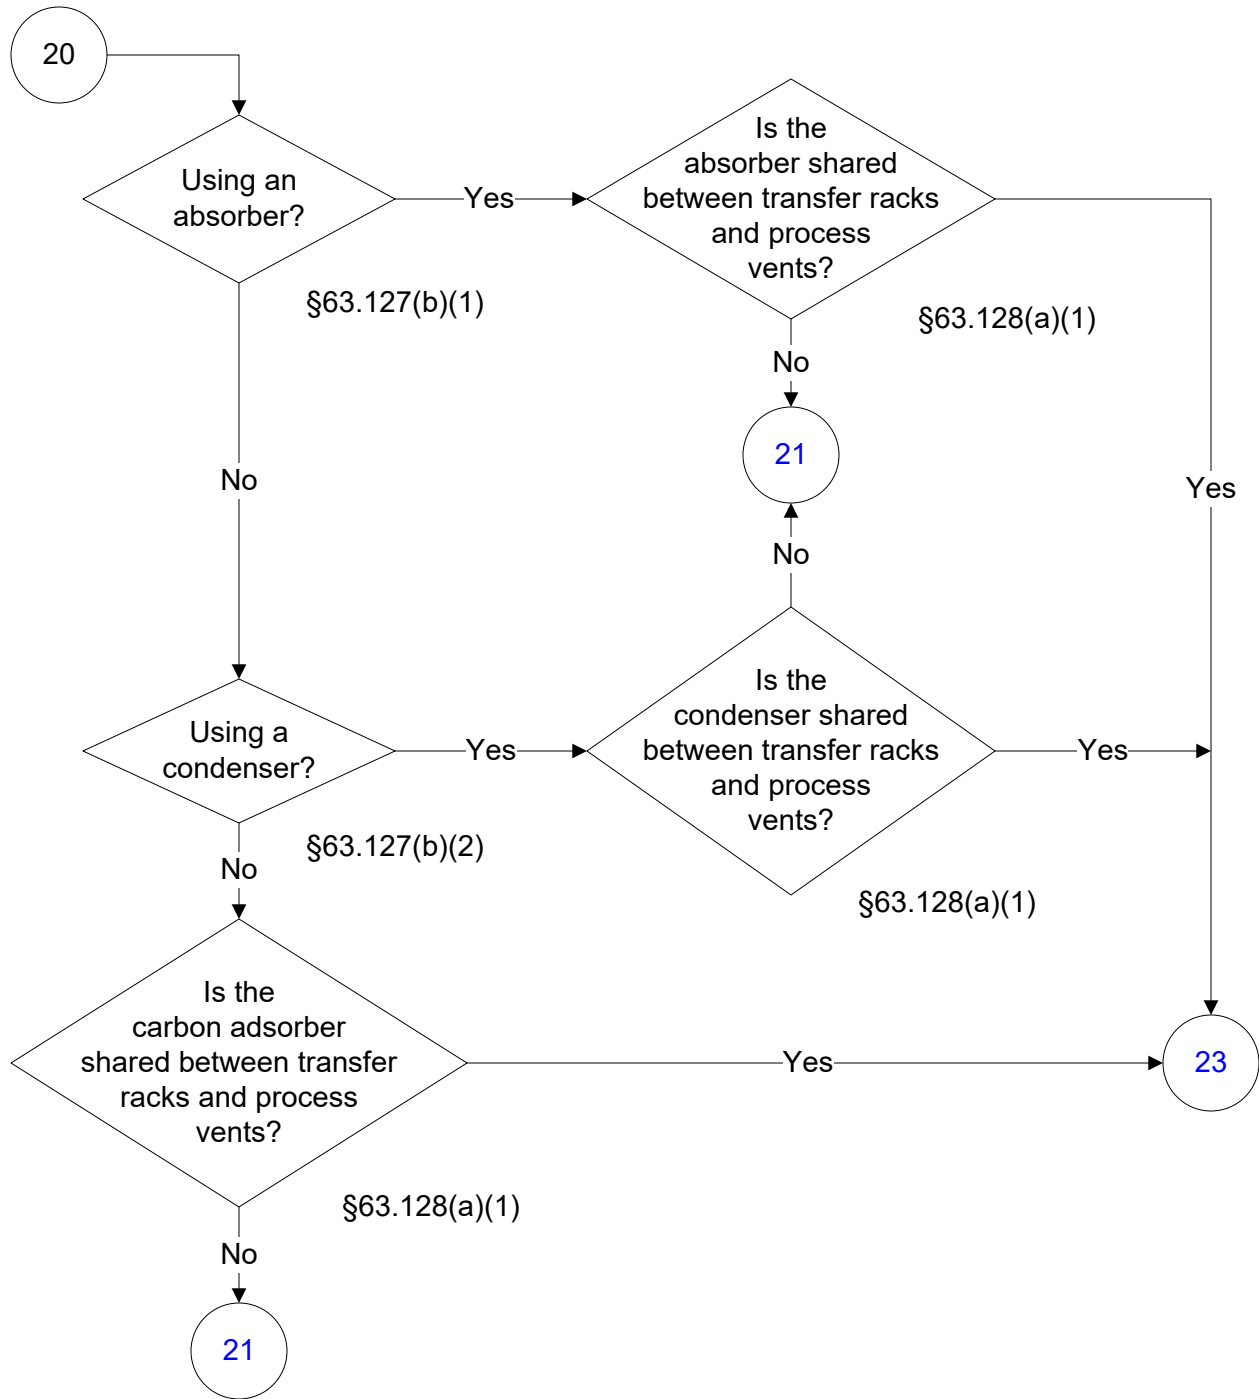 20
Using an
absorber?
Yes
Is the
absorber shared
between transfer racks
and process
vents?
§63.127(b)(1)
§63.128(a)(1)
No
21
No
Yes
No
Using a
condenser?
Yes
Is the
condenser shared
between transfer racks
and process
vents?
Yes
§63.127(b)(2)
No
§63.128(a)(1)
Is the
carbon adsorber
shared between transfer
racks and process
vents?
Yes
23
§63.128(a)(1)
No
21